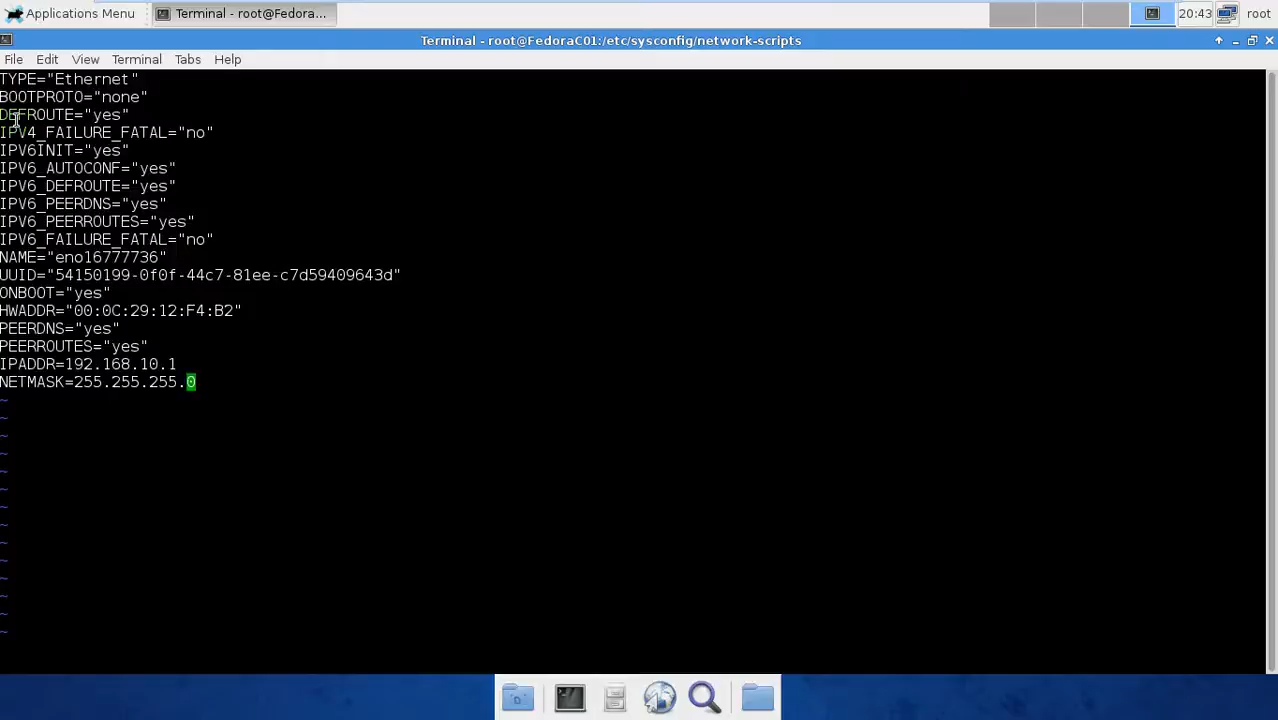 Applications Menu
Terminal - root@Fedora...
20:43
root
Terminal - root@FedoraC01:/etc/sysconfig/network-scripts
File Edit View Terminal Tabs Help
TYPE="Ethernet"
BOOTPROTO="none"
DEFROUTE="yes"
IPV4_FAILURE_FATAL="no"
IPV6INIT="yes"
IPV6_AUTOCONF="yes"
IPV6_DEFROUTE="yes"
IPV6_PEERDNS="yes"
IPV6_PEERROUTES="yes"
IPV6_FAILURE_FATAL="no"
NAME="eno16777736"
UUID="54150199-0f0f-44c7-81ee-c7d59409643d"
ONBOOT="yes"
HWADDR="00:0C:29:12:F4:B2"
PEERDNS="yes"
PEERROUTES="yes"
IPADDR=192.168.10.1
NETMASK=255.255.255.0
~
~
~
~
~
~
~
~
~
~
~
~
~
~